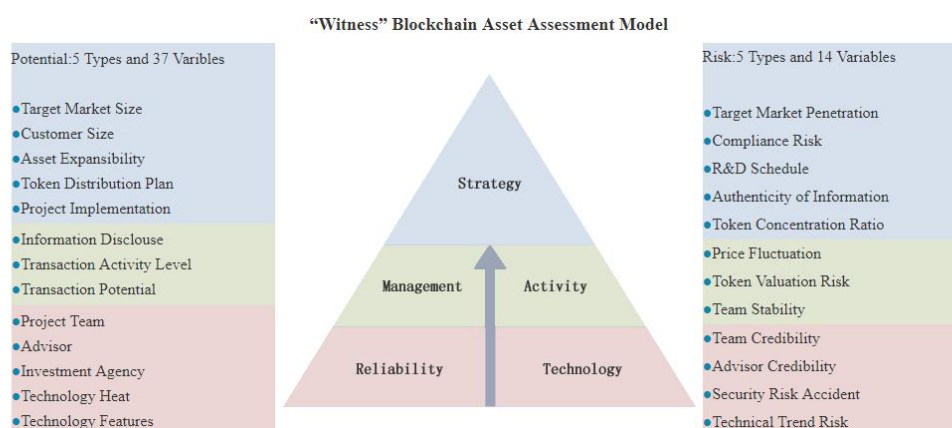 “Witness” Blockchain Asset Assessment Model
Potential:5 Types and 37 Varibles
●Target Market Size
●Customer Size
●Asset Expansibility
●Token Distribution Plan
●Project Implementation
●Information Disclouse
●Transaction Activity Level
●Transaction Potential
●Project Team
●Advisor
●Investment Agency
●Technology Heat
●Technology Features
Strategy
Management
Activity
Reliability
Technology
Risk:5 Types and 14 Variables
●Target Market Penetration
●Compliance Risk
●R&D Schedule
●Authenticity of Information
●Token Concentration Ratio
●Price Fluctuation
●Token Valuation Risk
●Team Stability
●Team Credibility
●Advisor Credibility
●Security Risk Accident
●Technical Trend Risk